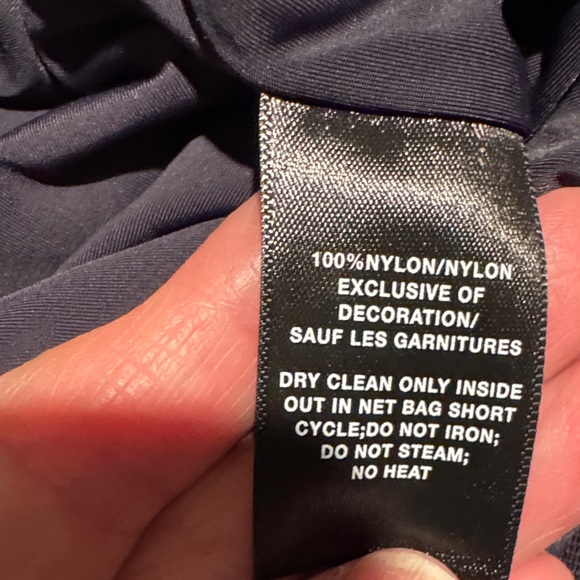 100%NYLON/NYLON
EXCLUSIVE OF
DECORATION/
SAUF LES GARNITURES
DRY CLEAN ONLY INSIDE
OUT IN NET BAG SHORT
CYCLE;DO NOT IRON;
DO NOT STEAM;
NO HEAT